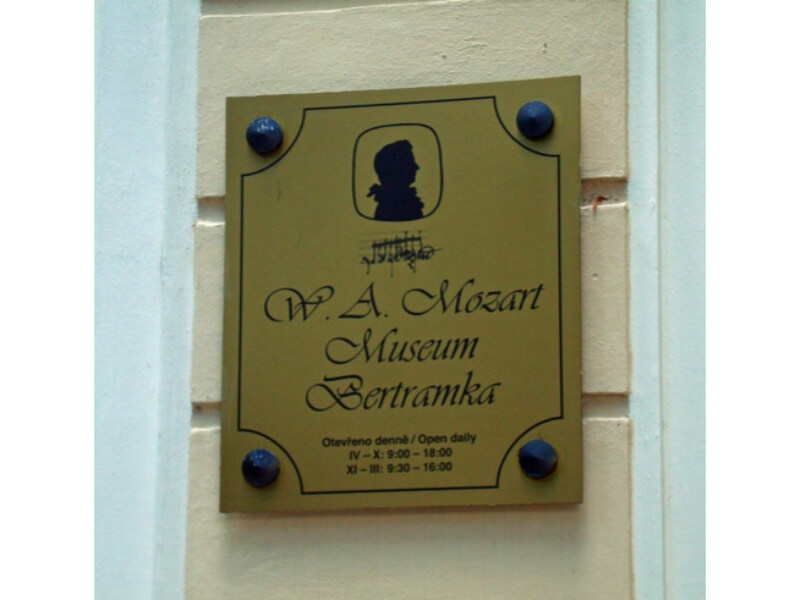 W. A. Mozart
Museum
Bertramka
Otevřeno denně / Open daily
IV – X: 9:00 – 18:00
XI – III: 9:30 – 16:00